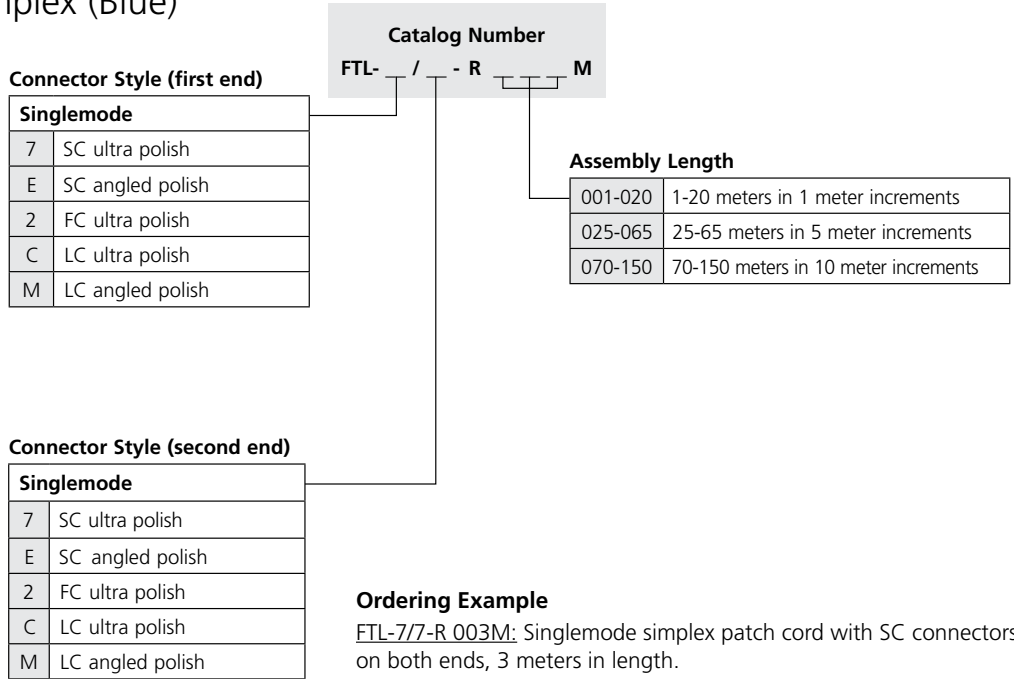 (Blue)
Catalog Number
FTL- __ / __ - R __ __ __ M
Connector Style (first end)
Singlemode
7 SC ultra polish
E SC angled polish
2 FC ultra polish
C LC ultra polish
M LC angled polish
Assembly Length
001-020 1-20 meters in 1 meter increments
025-065 25-65 meters in 5 meter increments
070-150 70-150 meters in 10 meter increments
Connector Style (second end)
Singlemode
7 SC ultra polish
E SC angled polish
2 FC ultra polish
C LC ultra polish
M LC angled polish
Ordering Example
FTL-7/7-R 003M: Singlemode simplex patch cord with SC connectors
on both ends, 3 meters in length.